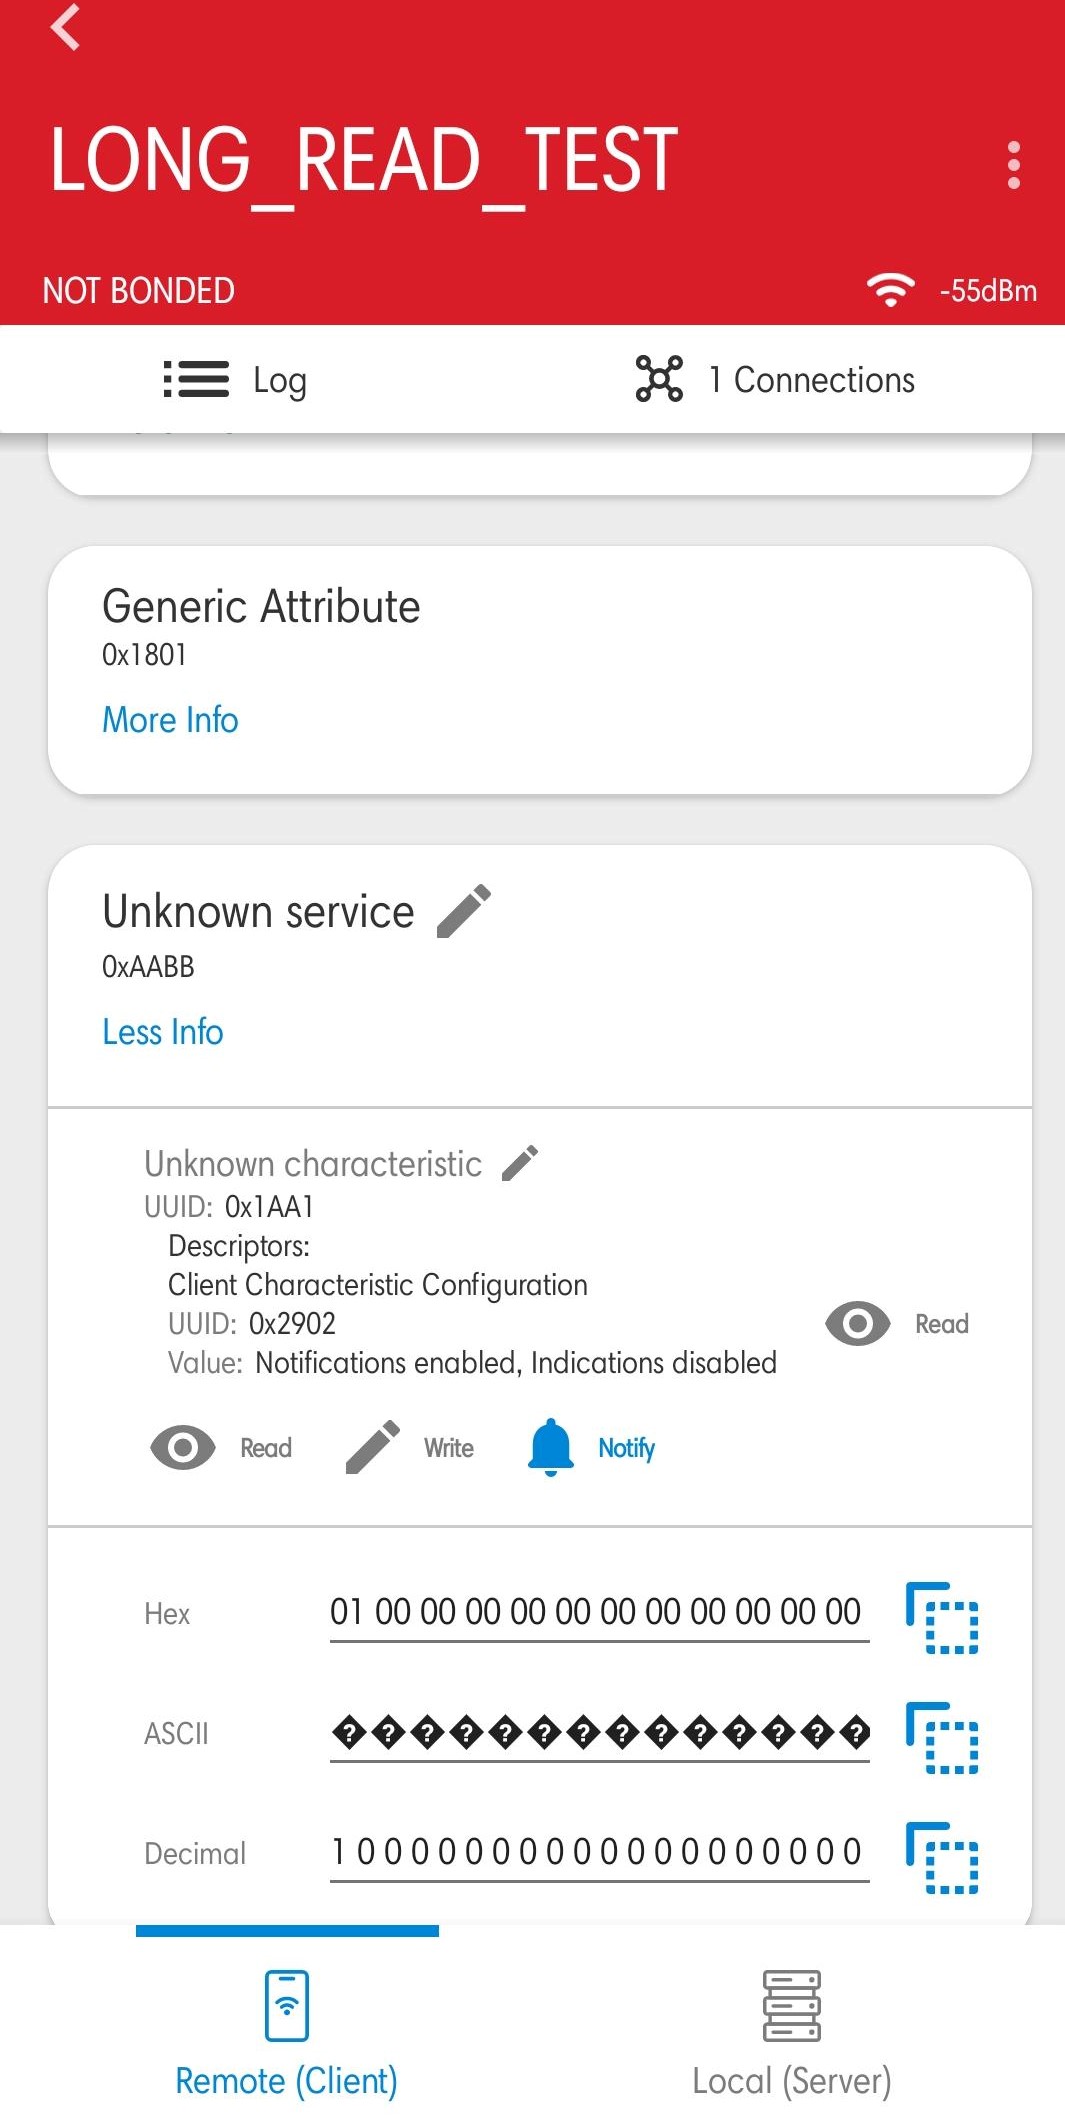 LONG_READ_TEST
NOT BONDED -55dBm
Log 1 Connections
Generic Attribute
0x1801
More Info
Unknown service
0xAABB
Less Info
Unknown characteristic
UUID: 0x1AA1
Descriptors:
Client Characteristic Configuration
UUID: 0x2902
Value: Notifications enabled, Indications disabled
Read
Read Write Notify
Hex 01 00 00 00 00 00 00 00 00 00 00 00
ASCII ��������������
Decimal 1 0 0 0 0 0 0 0 0 0 0 0 0 0 0 0 0 0 0 0
Remote (Client) Local (Server)